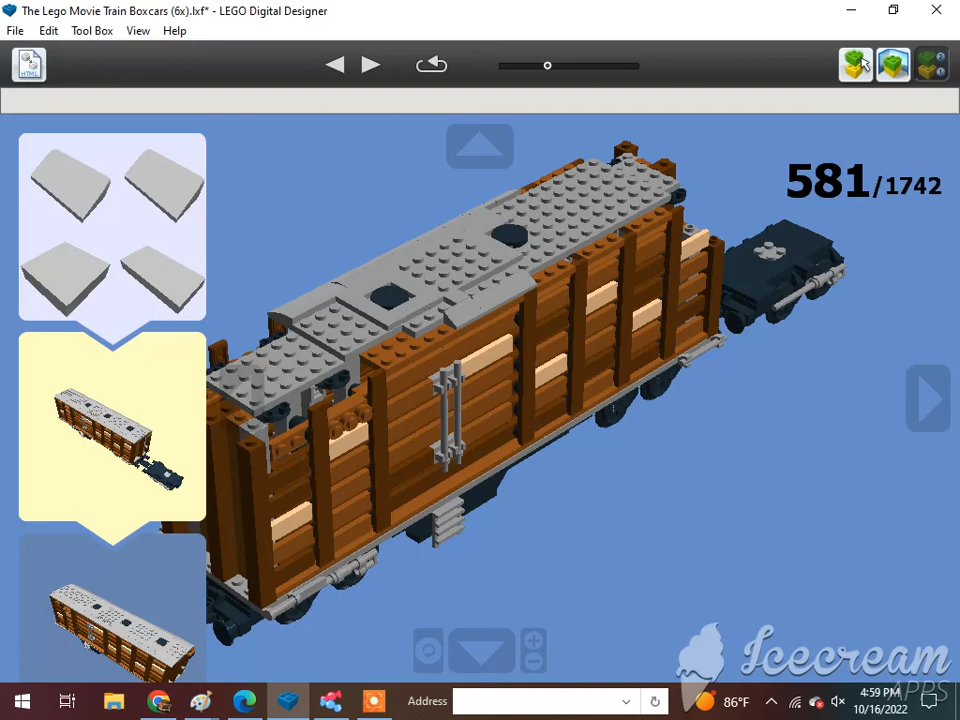 The Lego Movie Train Boxcars (6x).lxf* - LEGO Digital Designer
File Edit Tool Box View Help
HTML
581/1742
Icecream
APPS
Address
86°F
4:59 PM
10/16/2022